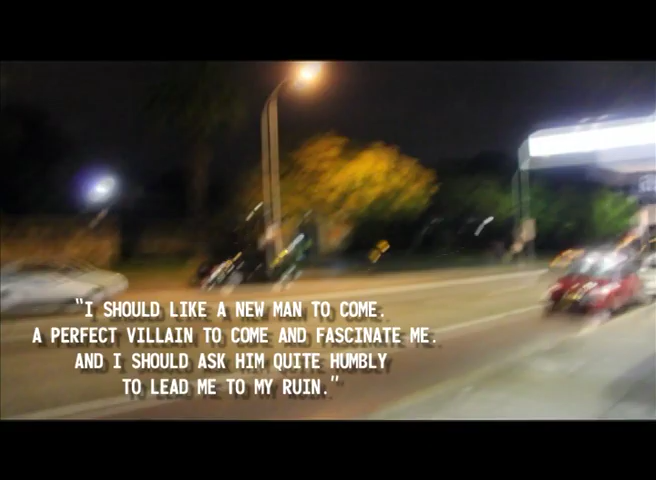 “I SHOULD LIKE A NEW MAN TO COME.
A PERFECT VILLAIN TO COME AND FASCINATE ME.
AND I SHOULD ASK HIM QUITE HUMBLY
TO LEAD ME TO MY RUIN.”